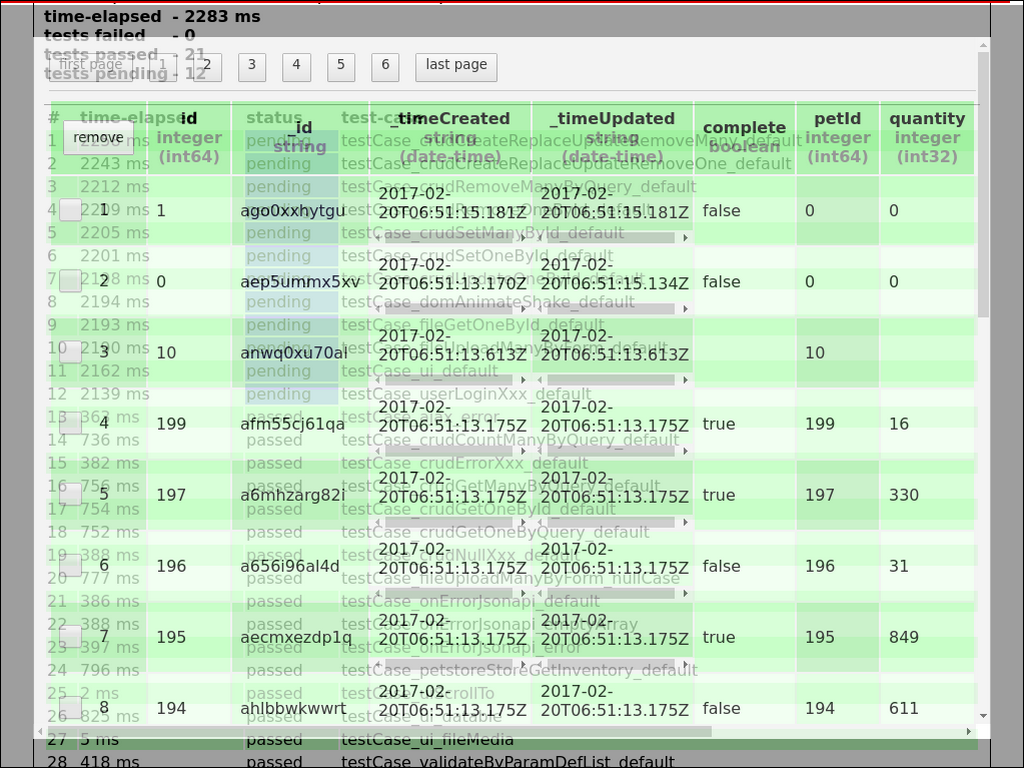 time-elapsed - 2283 ms
tests failed - 0
tests passed - 21
tests pending - 12
first page 1 2 3 4 5 6 last page
remove
id integer (int64)
_id string
_timeCreated string (date-time)
_timeUpdated string (date-time)
complete boolean
petId integer (int64)
quantity integer (int32)
1 1 ago0xxhytgu 2017-02-20T06:51:15.181Z 2017-02-20T06:51:15.181Z false 0 0
2 0 aep5ummx5xv 2017-02-20T06:51:13.170Z 2017-02-20T06:51:15.134Z false 0 0
3 10 anwq0xu70al 2017-02-20T06:51:13.613Z 2017-02-20T06:51:13.613Z 10
4 199 afm55cj61qa 2017-02-20T06:51:13.175Z 2017-02-20T06:51:13.175Z true 199 16
5 197 a6mhzarg82i 2017-02-20T06:51:13.175Z 2017-02-20T06:51:13.175Z true 197 330
6 196 a656i96al4d 2017-02-20T06:51:13.175Z 2017-02-20T06:51:13.175Z false 196 31
7 195 aecmxezdp1q 2017-02-20T06:51:13.175Z 2017-02-20T06:51:13.175Z true 195 849
8 194 ahlbbwkwwrt 2017-02-20T06:51:13.175Z 2017-02-20T06:51:13.175Z false 194 611
# time-elapsed status test-case
1 ms pending testCase_crudCreateReplaceUpdateRemoveMany_default
2 2243 ms pending testCase_crudCreateReplaceUpdateRemoveOne_default
3 2212 ms pending testCase_crudRemoveManyByQuery_default
4 2209 ms pending testCase_crudRemoveOneById_default
5 2205 ms pending testCase_crudSetManyById_default
6 2201 ms pending testCase_crudSetOneById_default
7 ms pending testCase_crudUpdateOneById_default
8 2194 ms pending testCase_domAnimateShake_default
9 2193 ms pending testCase_fileGetOneById_default
10 2190 ms pending testCase_fileUploadManyByForm_default
11 2162 ms pending testCase_ui_default
12 2139 ms pending testCase_userLoginXxx_default
13 363 ms passed testCase_ajax_error
14 736 ms passed testCase_crudCountManyByQuery_default
15 382 ms passed testCase_crudErrorXxx_default
16 756 ms passed testCase_crudGetManyByQuery_default
17 754 ms passed testCase_crudGetOneById_default
18 752 ms passed testCase_crudGetOneByQuery_default
19 388 ms passed testCase_crudNullXxx_default
20 777 ms passed testCase_fileUploadManyByForm_nullCase
21 386 ms passed testCase_onErrorJsonapi_default
22 388 ms passed testCase_onErrorJsonapi_emptyArray
23 397 ms passed testCase_onErrorJsonapi_error
24 796 ms passed testCase_petstoreStoreGetInventory_default
25 2 ms passed
26 825 ms passed testCase_ui_datatable
27 5 ms passed testCase_ui_fileMedia
28 418 ms passed testCase_validateByParamDefList_default